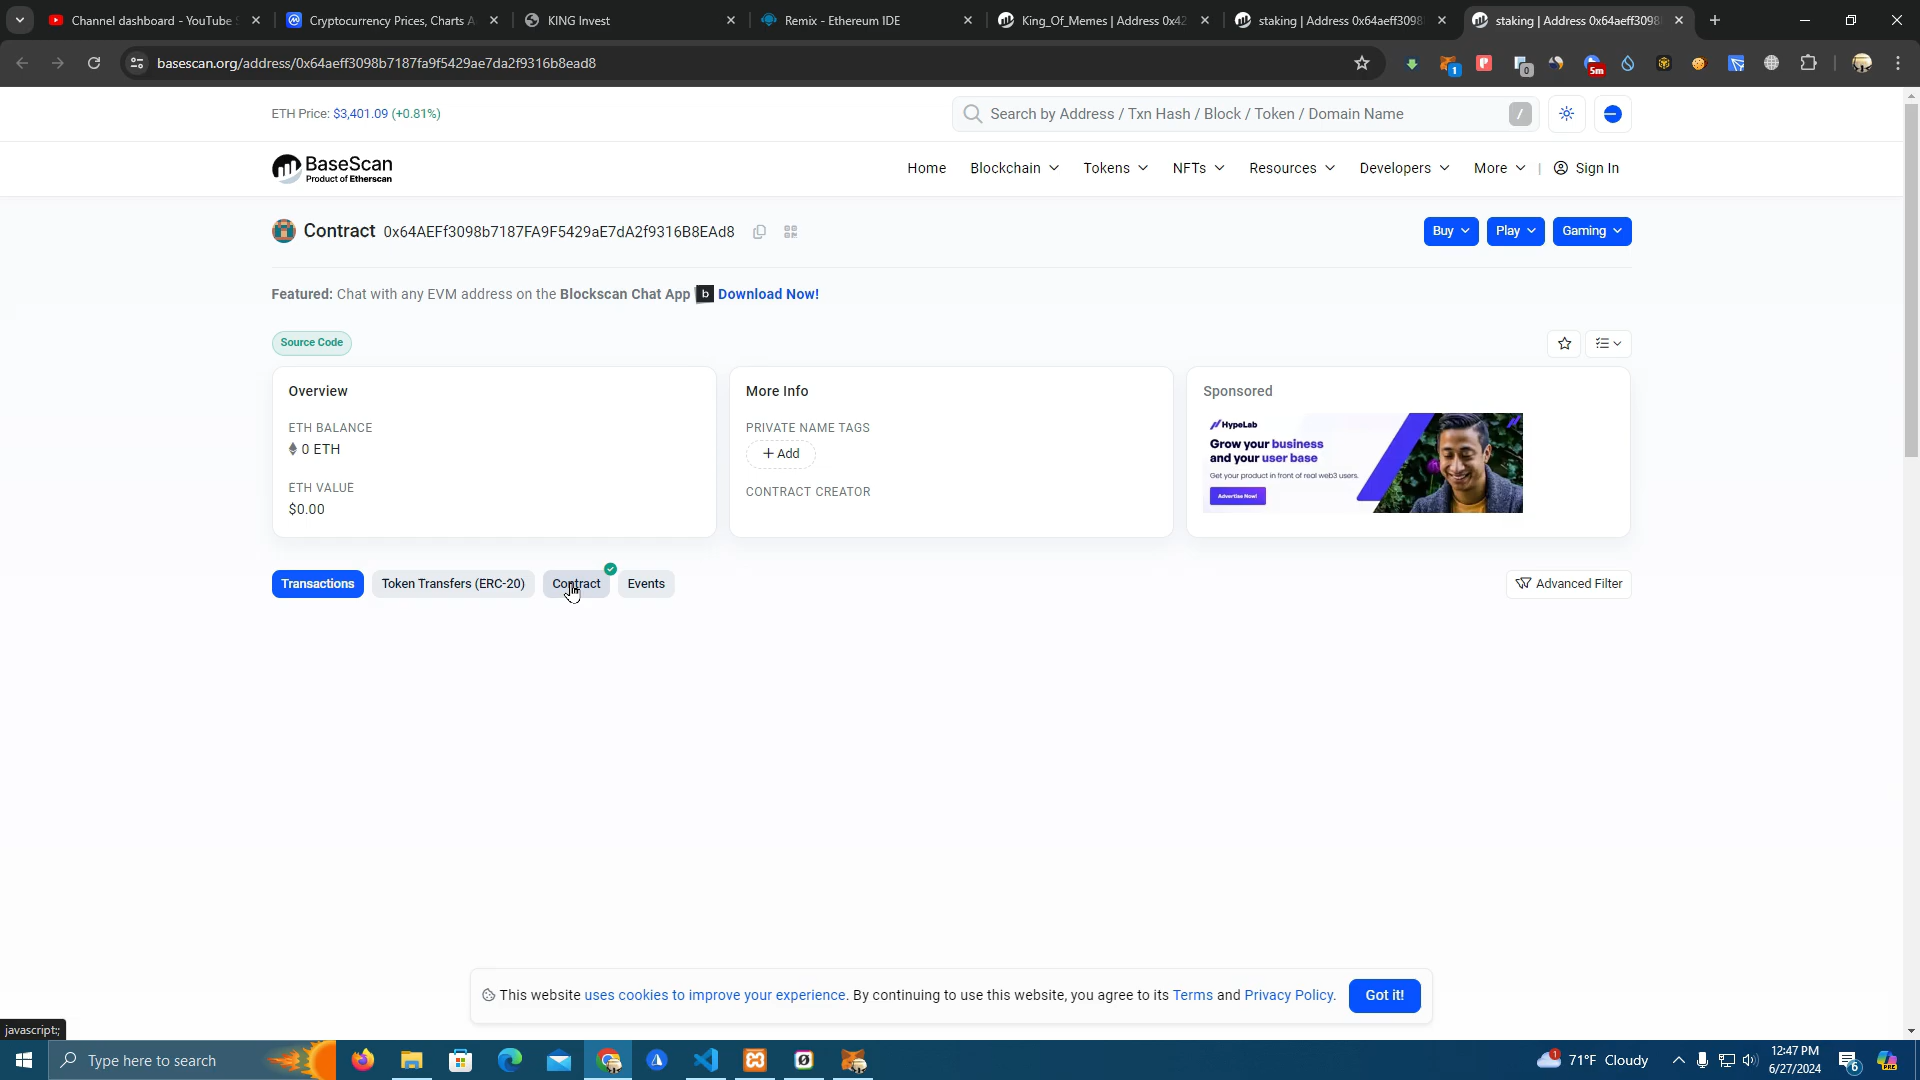 Channel dashboard - YouTube S
Cryptocurrency Prices, Charts A
KING Invest
Remix - Ethereum IDE
King_Of_Memes | Address 0x42
staking | Address 0x64aeff3098
staking | Address 0x64aeff3098
basescan.org/address/0x64aeff3098b7187fa9f5429ae7da2f9316b8ead8
1
0
5m
ETH Price: $3,401.09 (+0.81%)
Search by Address / Txn Hash / Block / Token / Domain Name
/
BaseScan
Product of Etherscan
Home
Blockchain
Tokens
NFTs
Resources
Developers
More
|
Sign In
Contract 0x64AEFf3098b7187FA9F5429aE7dA2f9316B8EAd8
Buy
Play
Gaming
Featured: Chat with any EVM address on the Blockscan Chat App b Download Now!
Source Code
Overview
ETH BALANCE
0 ETH
ETH VALUE
$0.00
More Info
PRIVATE NAME TAGS
+ Add
CONTRACT CREATOR
Sponsored
HypeLab
Grow your business
and your user base
Get your product in front of real web3 users.
Advertise Now!
Transactions
Token Transfers (ERC-20)
Contract
Events
Advanced Filter
This website uses cookies to improve your experience. By continuing to use this website, you agree to its Terms and Privacy Policy.
Got it!
javascript:;
Type here to search
1
71°F Cloudy
12:47 PM
6/27/2024
6
PRE